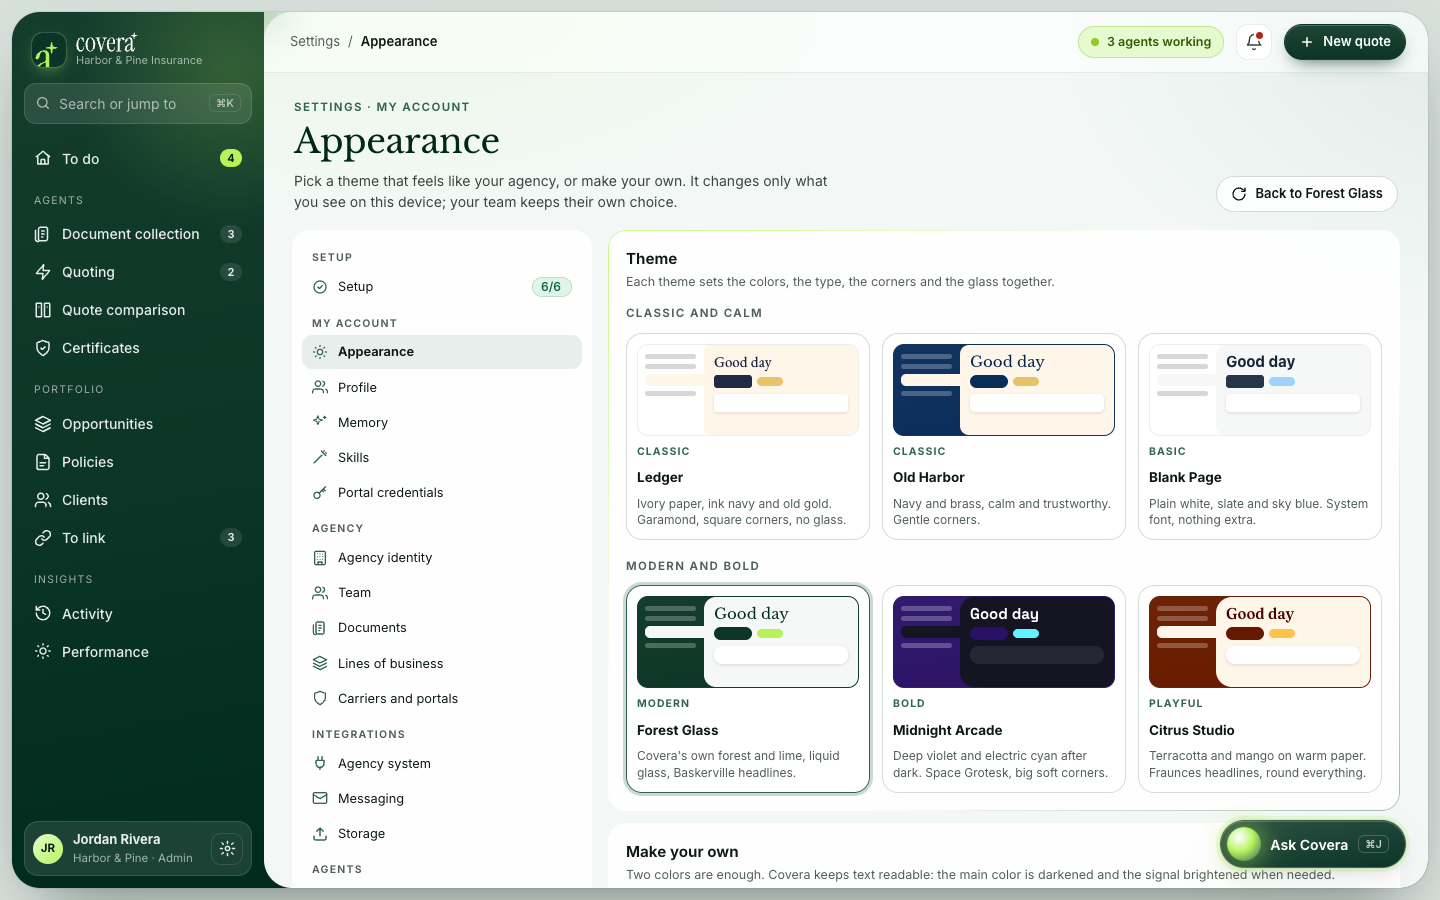 covera
Harbor & Pine Insurance
Search or jump to ⌘K
To do 4
AGENTS
Document collection 3
Quoting 2
Quote comparison
Certificates
PORTFOLIO
Opportunities
Policies
Clients
To link 3
INSIGHTS
Activity
Performance
JR
Jordan Rivera
Harbor & Pine · Admin
Settings / Appearance
3 agents working
New quote
SETTINGS · MY ACCOUNT
Appearance
Pick a theme that feels like your agency, or make your own. It changes only what
you see on this device; your team keeps their own choice.
Back to Forest Glass
SETUP
Setup 6/6
MY ACCOUNT
Appearance
Profile
Memory
Skills
Portal credentials
AGENCY
Agency identity
Team
Documents
Lines of business
Carriers and portals
INTEGRATIONS
Agency system
Messaging
Storage
AGENTS
Theme
Each theme sets the colors, the type, the corners and the glass together.
CLASSIC AND CALM
Good day
CLASSIC
Ledger
Ivory paper, ink navy and old gold.
Garamond, square corners, no glass.
Good day
CLASSIC
Old Harbor
Navy and brass, calm and trustworthy.
Gentle corners.
Good day
BASIC
Blank Page
Plain white, slate and sky blue. System
font, nothing extra.
MODERN AND BOLD
Good day
MODERN
Forest Glass
Covera's own forest and lime, liquid
glass, Baskerville headlines.
Good day
BOLD
Midnight Arcade
Deep violet and electric cyan after
dark. Space Grotesk, big soft corners.
Good day
PLAYFUL
Citrus Studio
Terracotta and mango on warm paper.
Fraunces headlines, round everything.
Make your own
Two colors are enough. Covera keeps text readable: the main color is darkened and the signal brightened when needed.
Ask Covera ⌘J